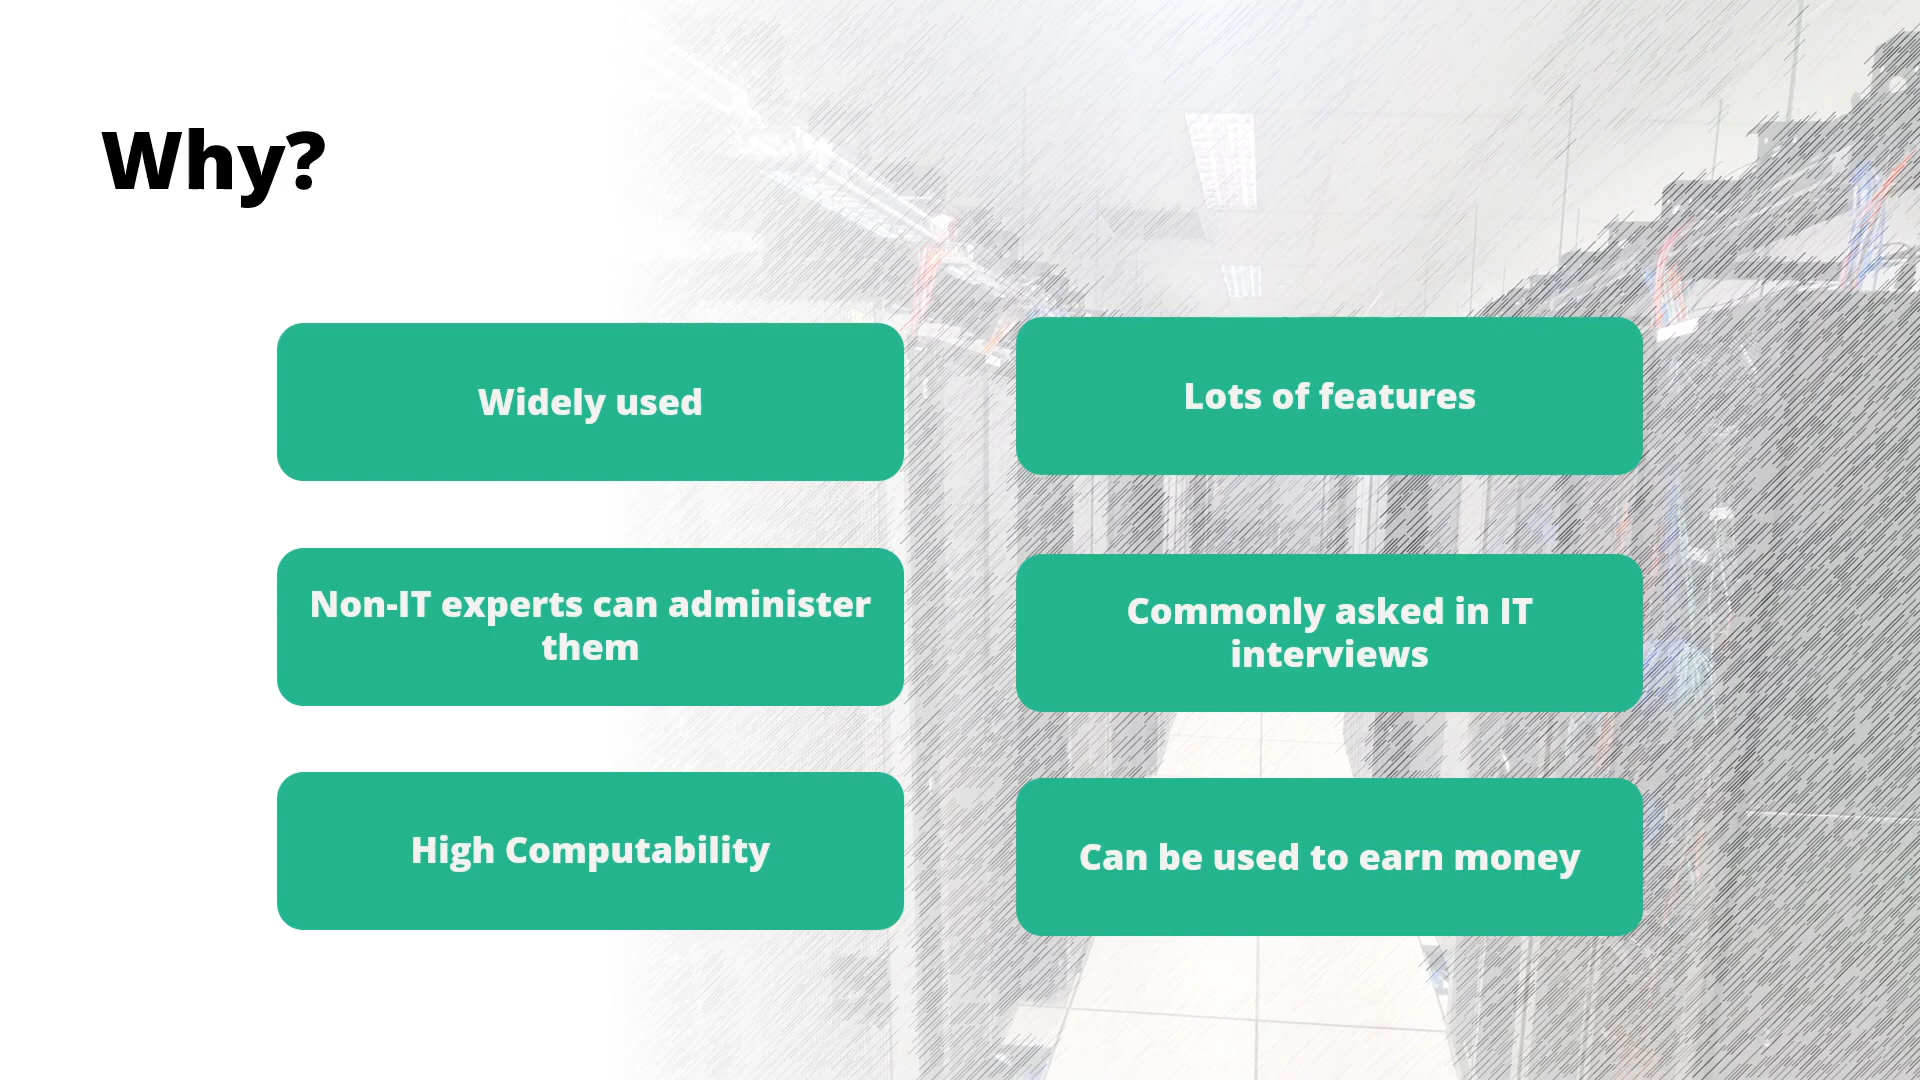 Why?
Widely used
Lots of features
Non-IT experts can administer
them
Commonly asked in IT
interviews
High Computability
Can be used to earn money